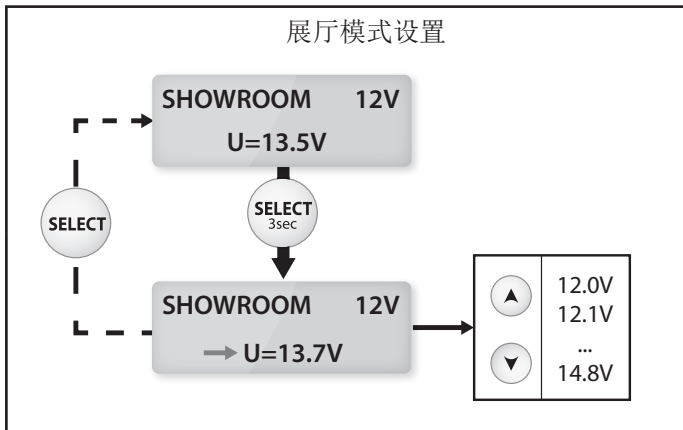 展厅模式设置
SHOWROOM 12V
U=13.5V
SELECT
SELECT
3sec
SHOWROOM 12V
U=13.7V
12.0V
12.1V
...
14.8V